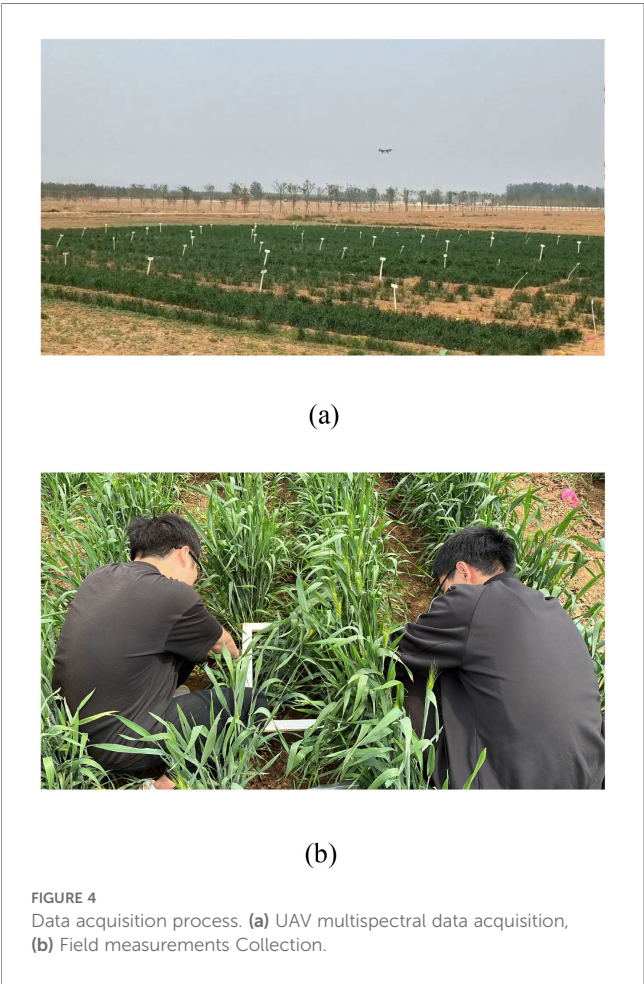 (a)
(b)
FIGURE 4
Data acquisition process. (a) UAV multispectral data acquisition,
(b) Field measurements Collection.